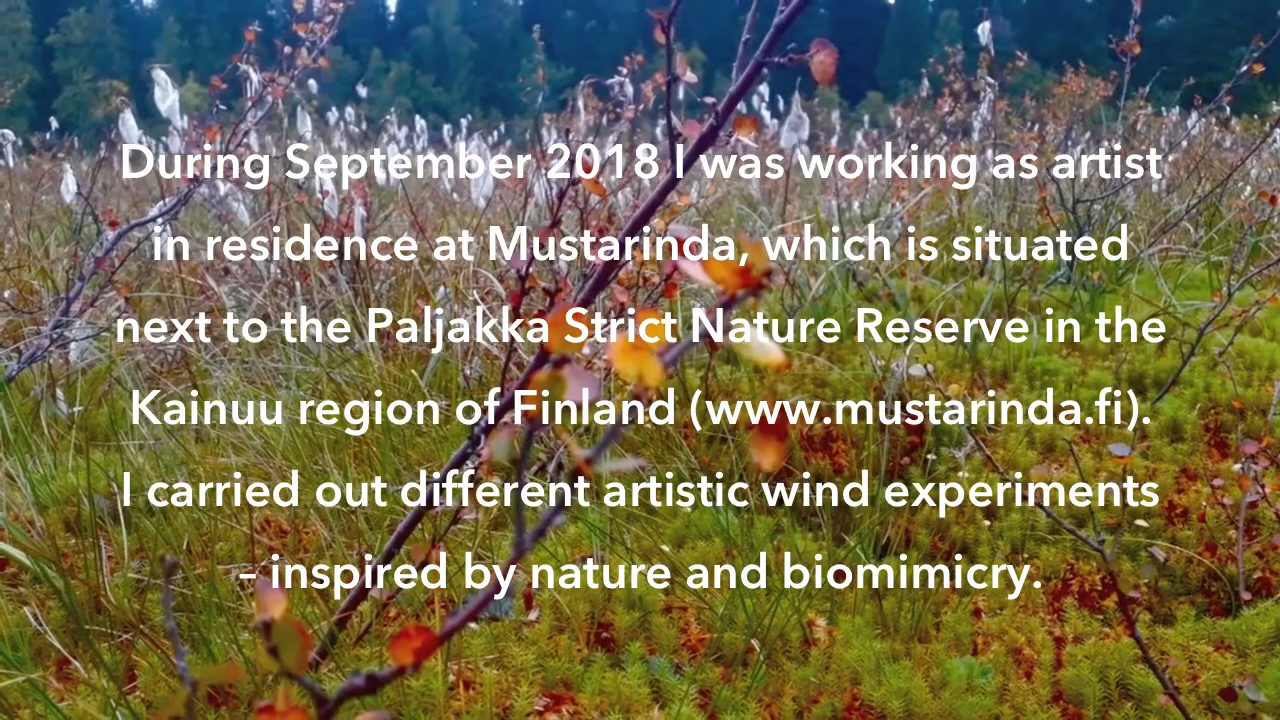 During September 2018 I was working as artist
in residence at Mustarinda, which is situated
next to the Paljakka Strict Nature Reserve in the
Kainuu region of Finland (www.mustarinda.fi).
I carried out different artistic wind experiments
– inspired by nature and biomimicry.